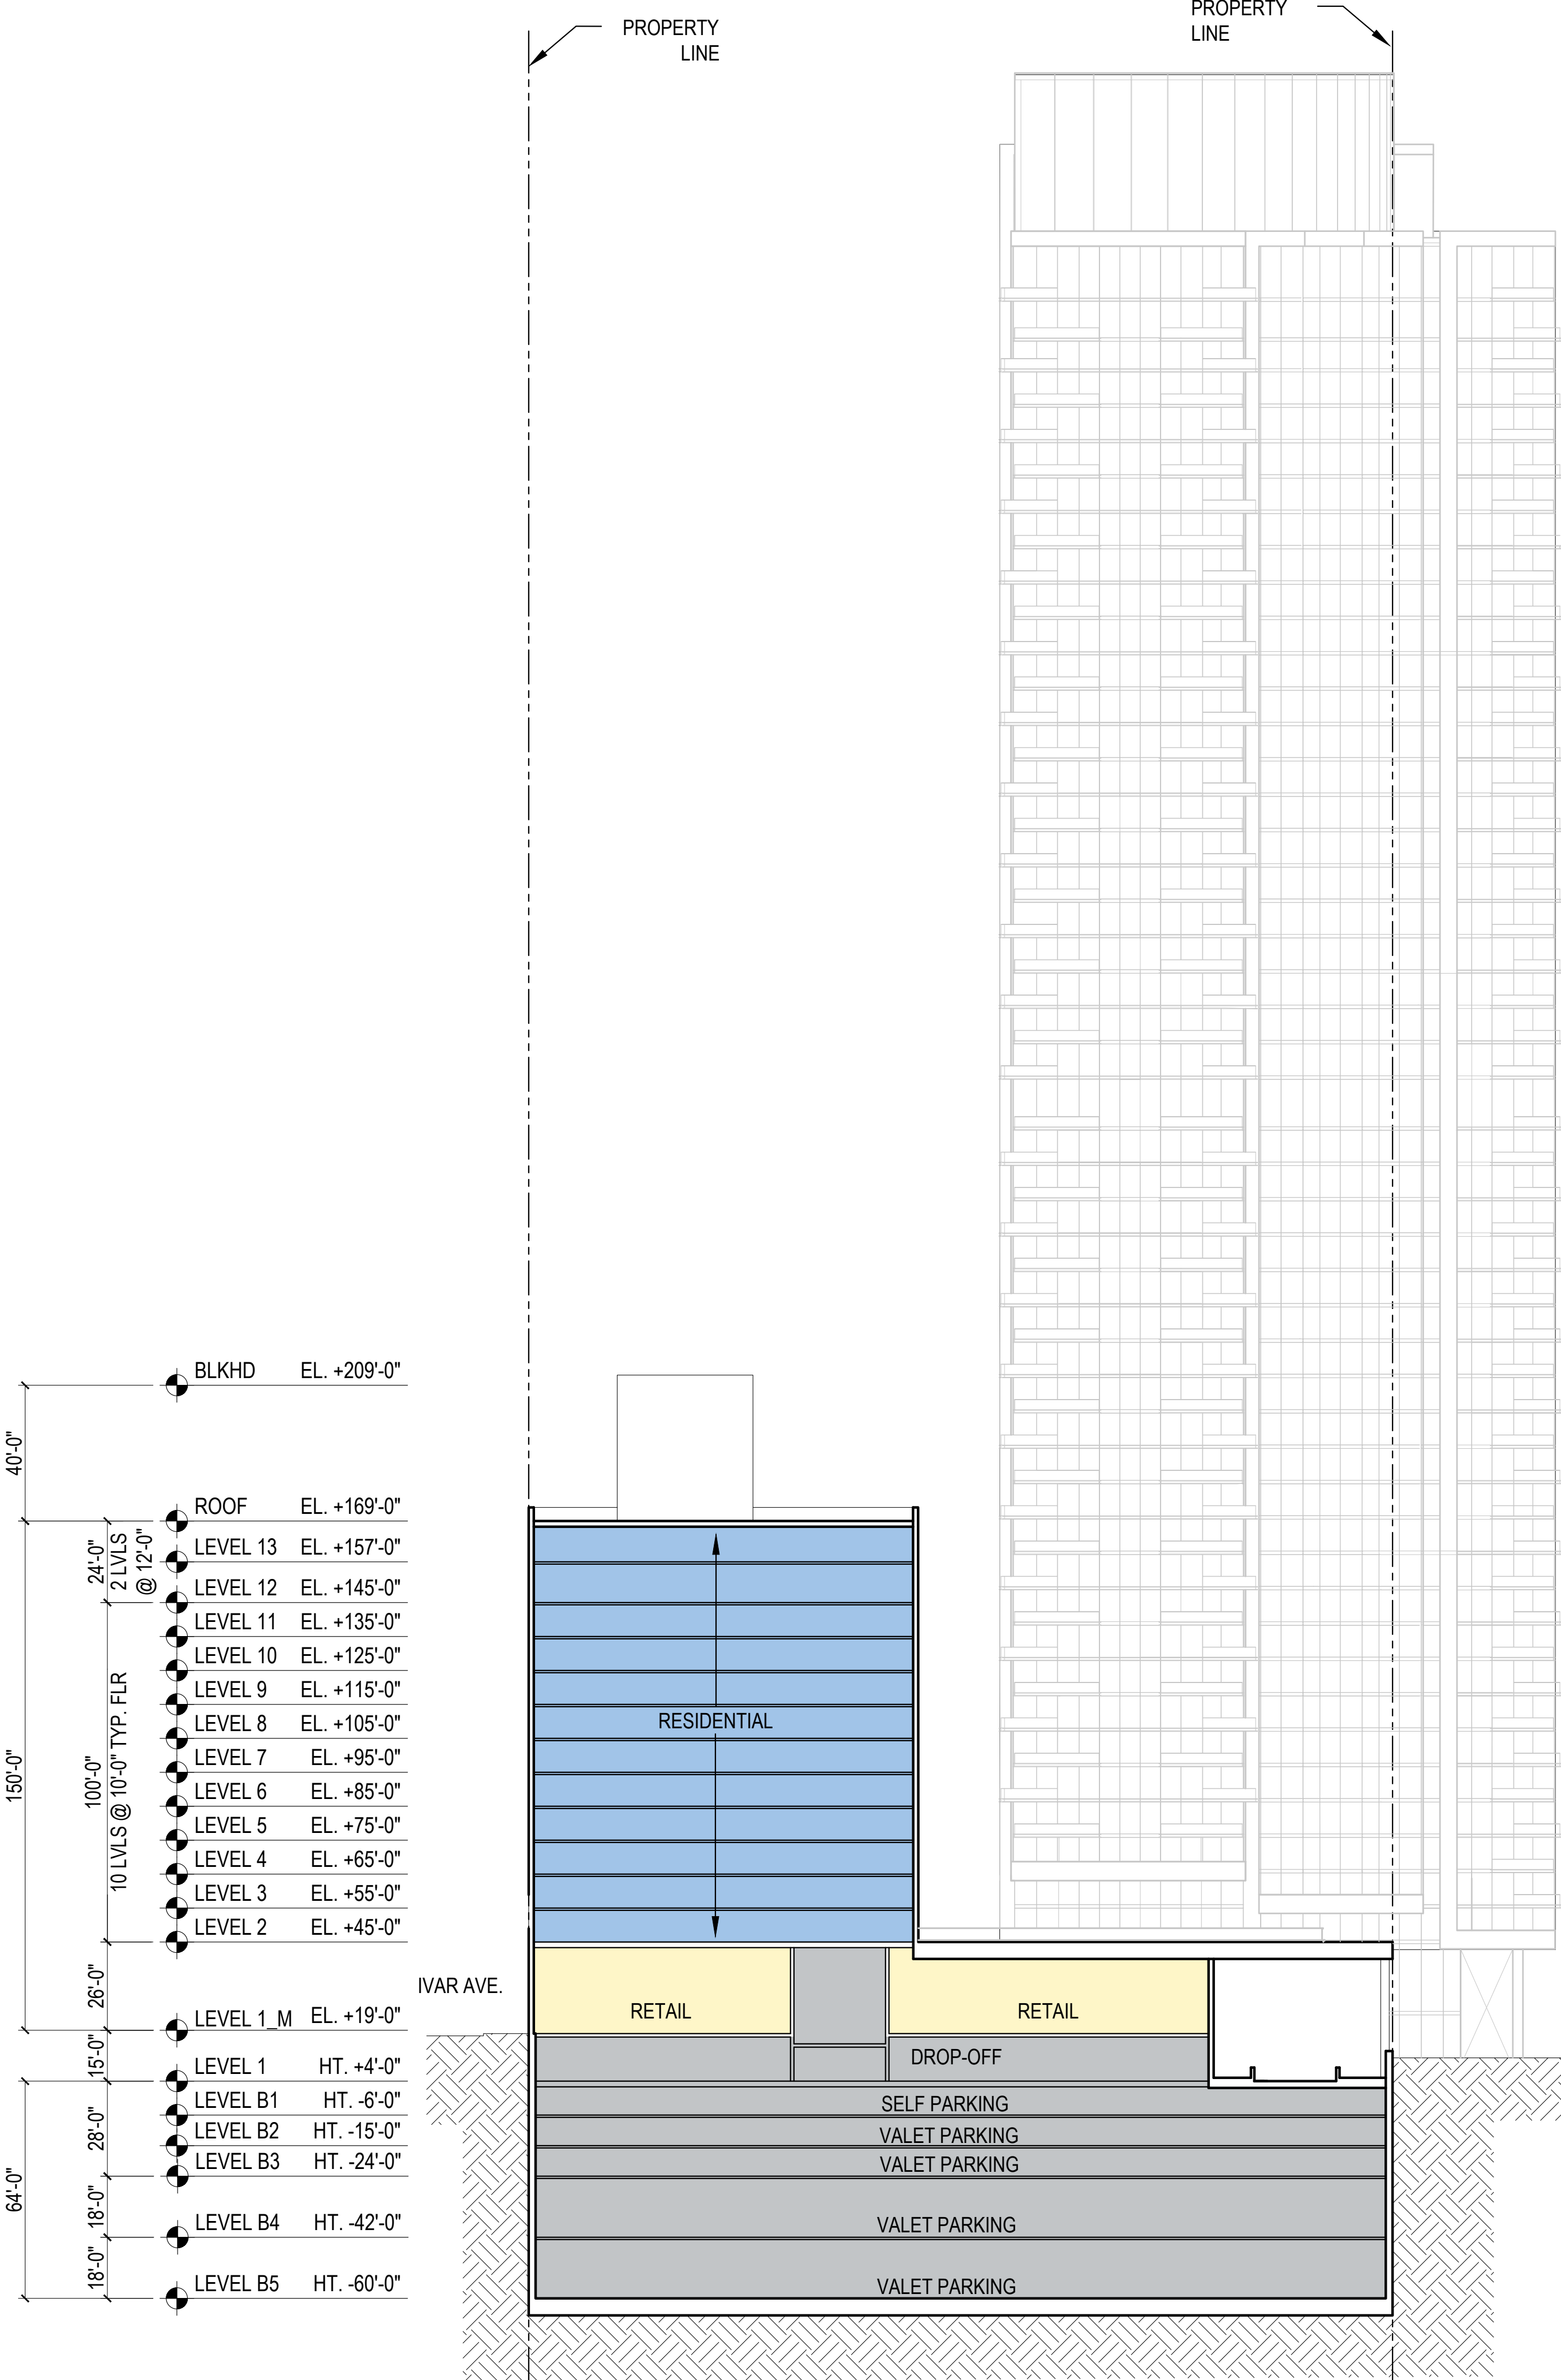 PROPERTY
LINE
PROPERTY
LINE
BLKHD EL. +209'-0"
40'-0"
ROOF EL. +169'-0"
24'-0"
2 LVLS
@ 12'-0"
LEVEL 13 EL. +157'-0"
LEVEL 12 EL. +145'-0"
LEVEL 11 EL. +135'-0"
LEVEL 10 EL. +125'-0"
LEVEL 9 EL. +115'-0"
LEVEL 8 EL. +105'-0"
RESIDENTIAL
150'-0"
100'-0"
10 LVLS @ 10'-0" TYP. FLR
LEVEL 7 EL. +95'-0"
LEVEL 6 EL. +85'-0"
LEVEL 5 EL. +75'-0"
LEVEL 4 EL. +65'-0"
LEVEL 3 EL. +55'-0"
LEVEL 2 EL. +45'-0"
26'-0"
IVAR AVE.
RETAIL
RETAIL
LEVEL 1_M EL. +19'-0"
15'-0"
DROP-OFF
LEVEL 1 HT. +4'-0"
LEVEL B1 HT. -6'-0"
SELF PARKING
28'-0"
LEVEL B2 HT. -15'-0"
VALET PARKING
LEVEL B3 HT. -24'-0"
VALET PARKING
64'-0"
18'-0"
LEVEL B4 HT. -42'-0"
VALET PARKING
18'-0"
LEVEL B5 HT. -60'-0"
VALET PARKING